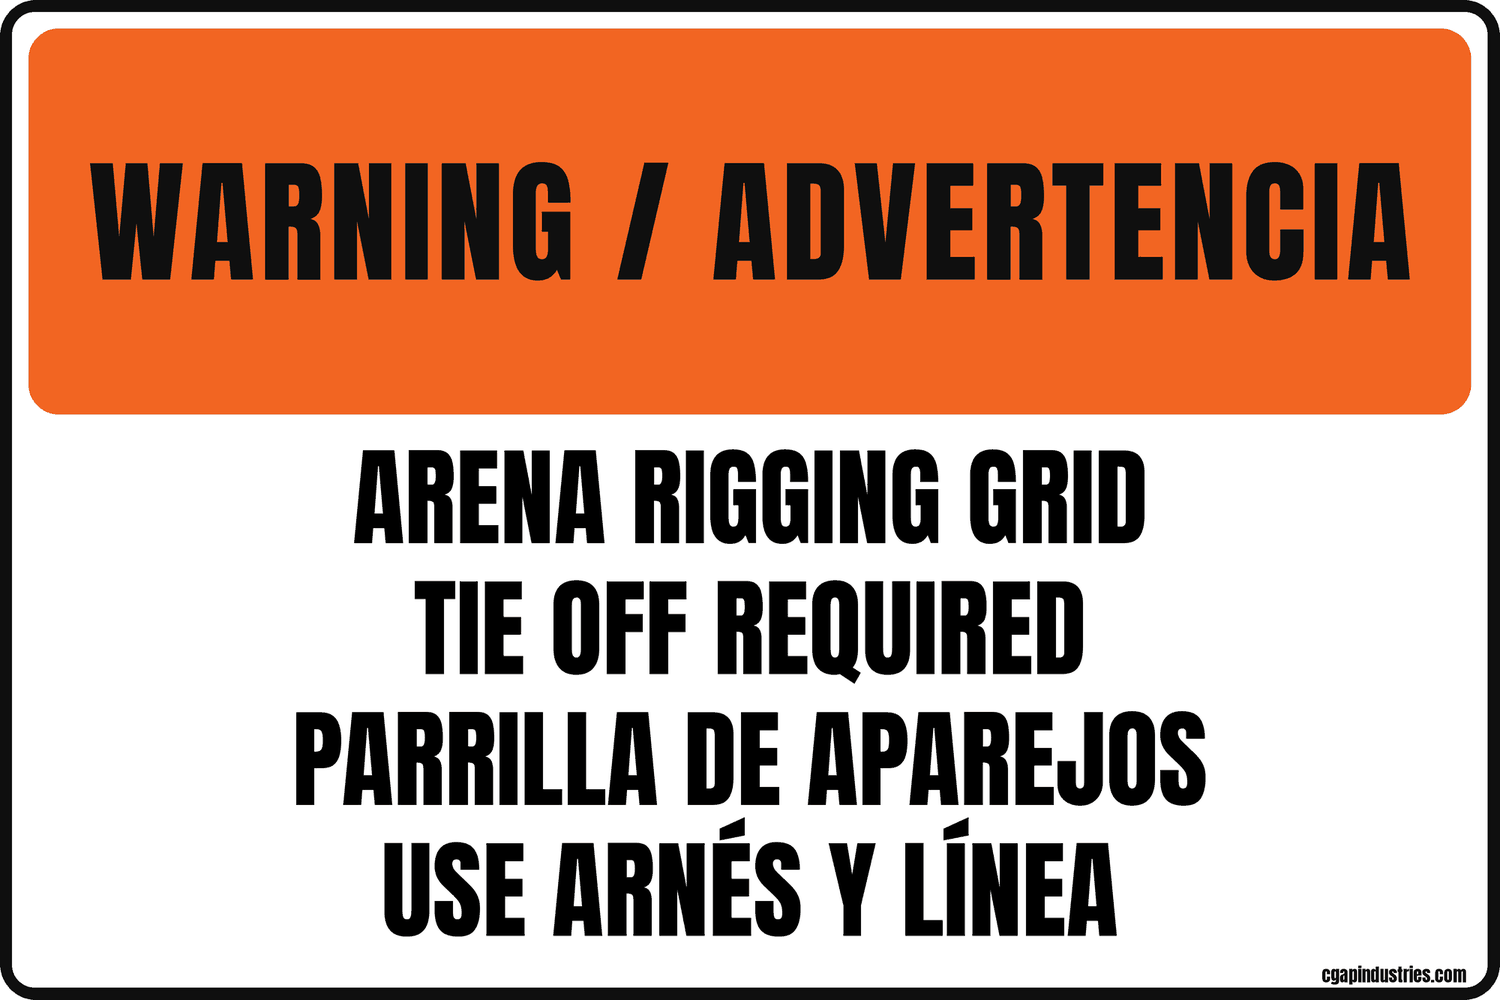 WARNING / ADVERTENCIA
ARENA RIGGING GRID
TIE OFF REQUIRED
PARRILLA DE APAREJOS
USE ARNÉS Y LÍNEA
cgapindustries.com